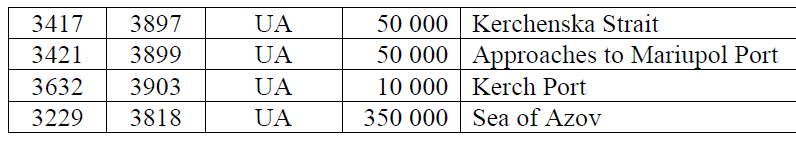 3417 3897 UA 50 000 Kerchenska Strait
3421 3899 UA 50 000 Approaches to Mariupol Port
3632 3903 UA 10 000 Kerch Port
3229 3818 UA 350 000 Sea of Azov